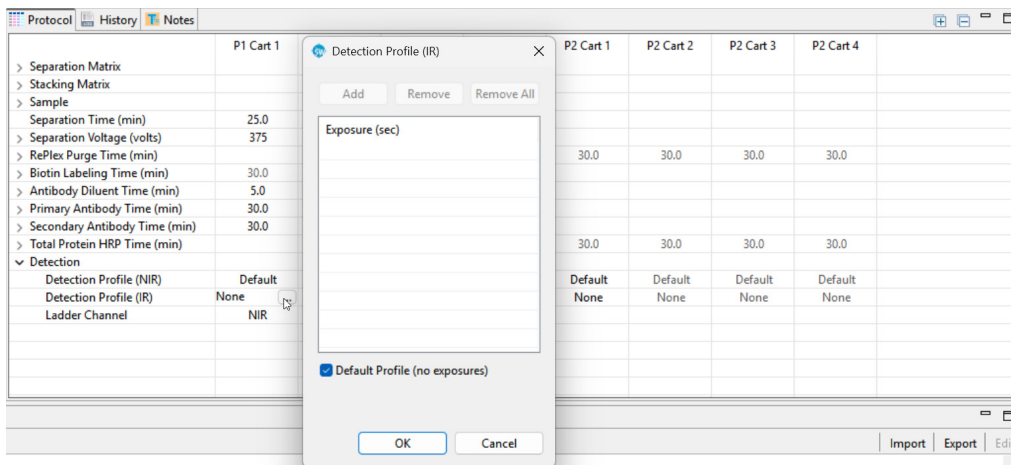 Protocol History Notes
P1 Cart 1 Detection Profile (IR) P2 Cart 1 P2 Cart 2 P2 Cart 3 P2 Cart 4
Separation Matrix
Stacking Matrix
Add Remove Remove All
Sample
Separation Time (min) 25.0
Exposure (sec)
Separation Voltage (volts) 375
RePlex Purge Time (min) 30.0 30.0 30.0 30.0
Biotin Labeling Time (min) 30.0
Antibody Diluent Time (min) 5.0
Primary Antibody Time (min) 30.0
Secondary Antibody Time (min) 30.0
Total Protein HRP Time (min) 30.0 30.0 30.0 30.0
Detection
Detection Profile (NIR) Default Default Default Default Default
Detection Profile (IR) None ... None None None None
Ladder Channel NIR
Default Profile (no exposures)
OK Cancel
Import Export